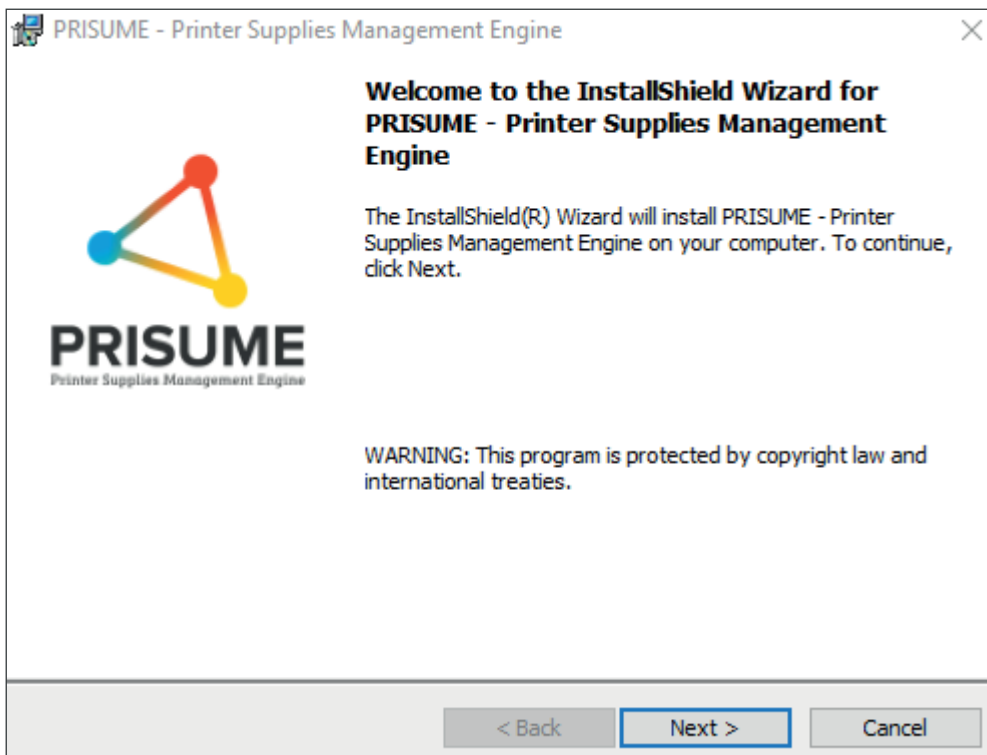 PRISUME - Printer Supplies Management Engine
Welcome to the InstallShield Wizard for
PRISUME - Printer Supplies Management
Engine
The InstallShield(R) Wizard will install PRISUME - Printer
Supplies Management Engine on your computer. To continue,
click Next.
PRISUME
Printer Supplies Management Engine
WARNING: This program is protected by copyright law and
international treaties.
< Back
Next >
Cancel